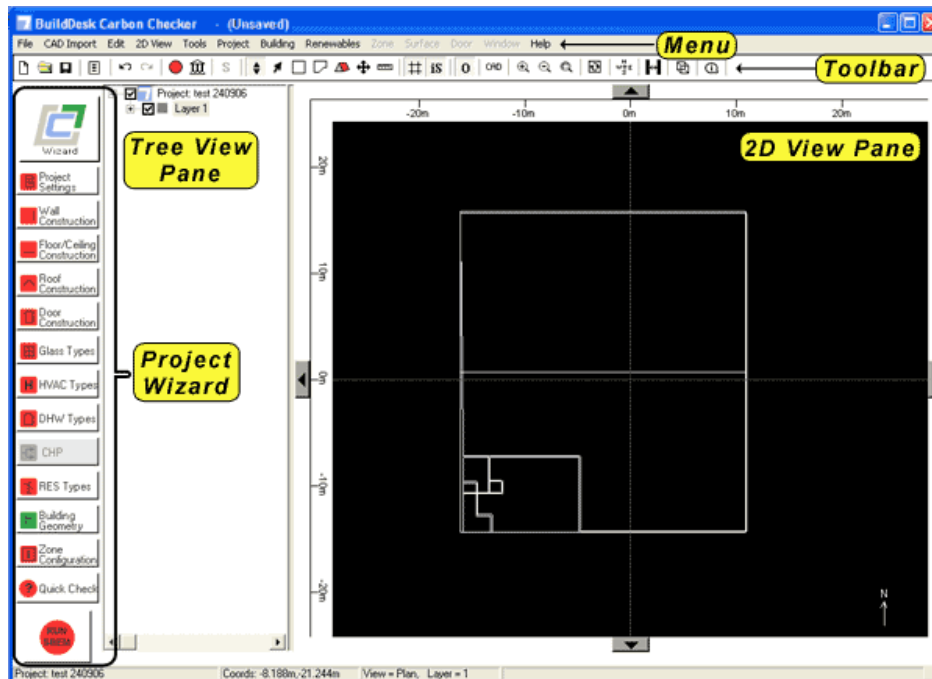 BuildDesk Carbon Checker - (Unsaved)
File CAD Import Edit 2D View Tools Project Building Renewables Zone Surface Door Window Help
Menu
S iS O CAD
Toolbar
Project: test 240906
Layer 1
Wizard
Tree View
Pane
2D View Pane
-20m -10m 0m 10m 20m
20m
10m
0m
-10m
-20m
Project
Settings
Wall
Construction
Floor/Ceiling
Construction
Roof
Construction
Door
Construction
Glass Types
Project
Wizard
HVAC Types
DHW Types
CHP
RES Types
Building
Geometry
Zone
Configuration
Quick Check
RUN
SBEM
N
Project: test 240906 Coords: -8.188m,-21.244m View = Plan, Layer = 1